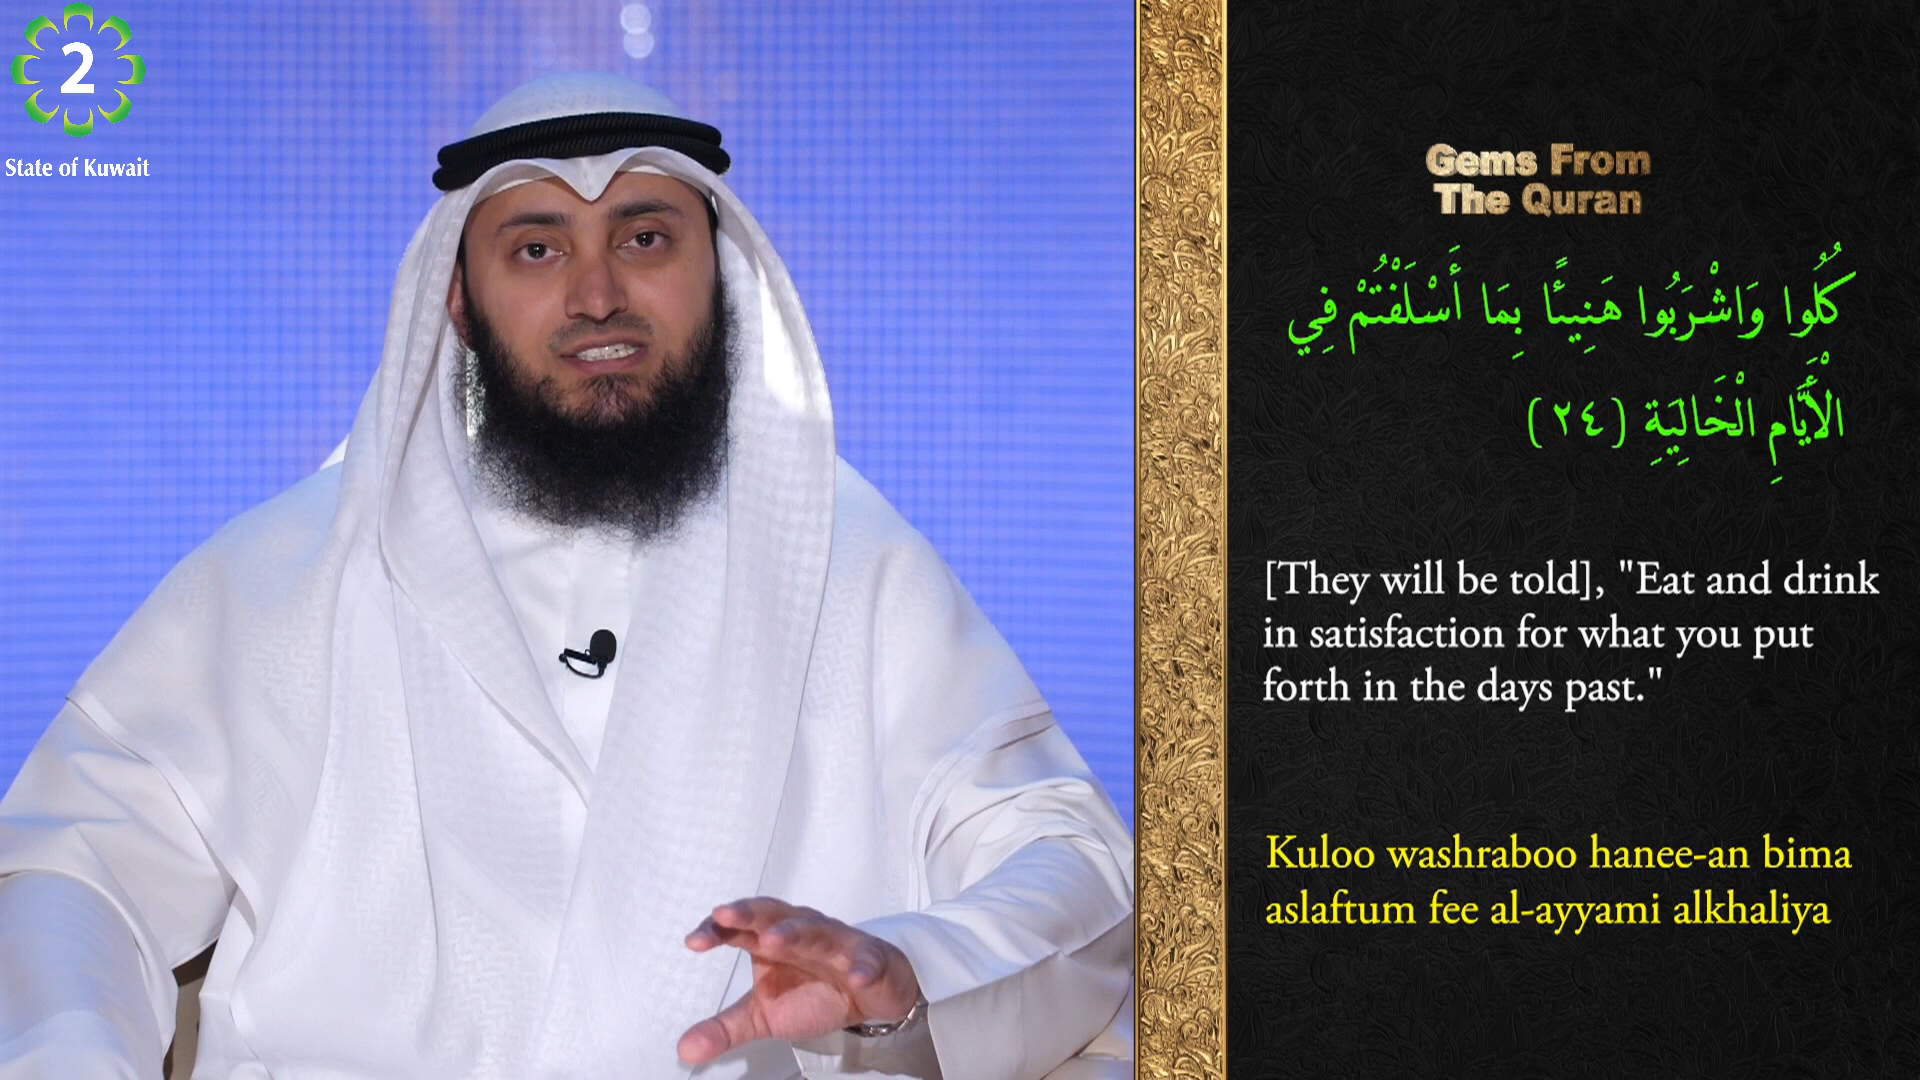 2
State of Kuwait
Gems From
The Quran
كُلُوا وَاشْرَبُوا هَنِيئًا بِمَا أَسْلَفْتُمْ فِي
الْأَيَّامِ الْخَالِيَةِ (٢٤)
[They will be told], "Eat and drink
in satisfaction for what you put
forth in the days past."
Kuloo washraboo hanee-an bima
aslaftum fee al-ayyami alkhaliya